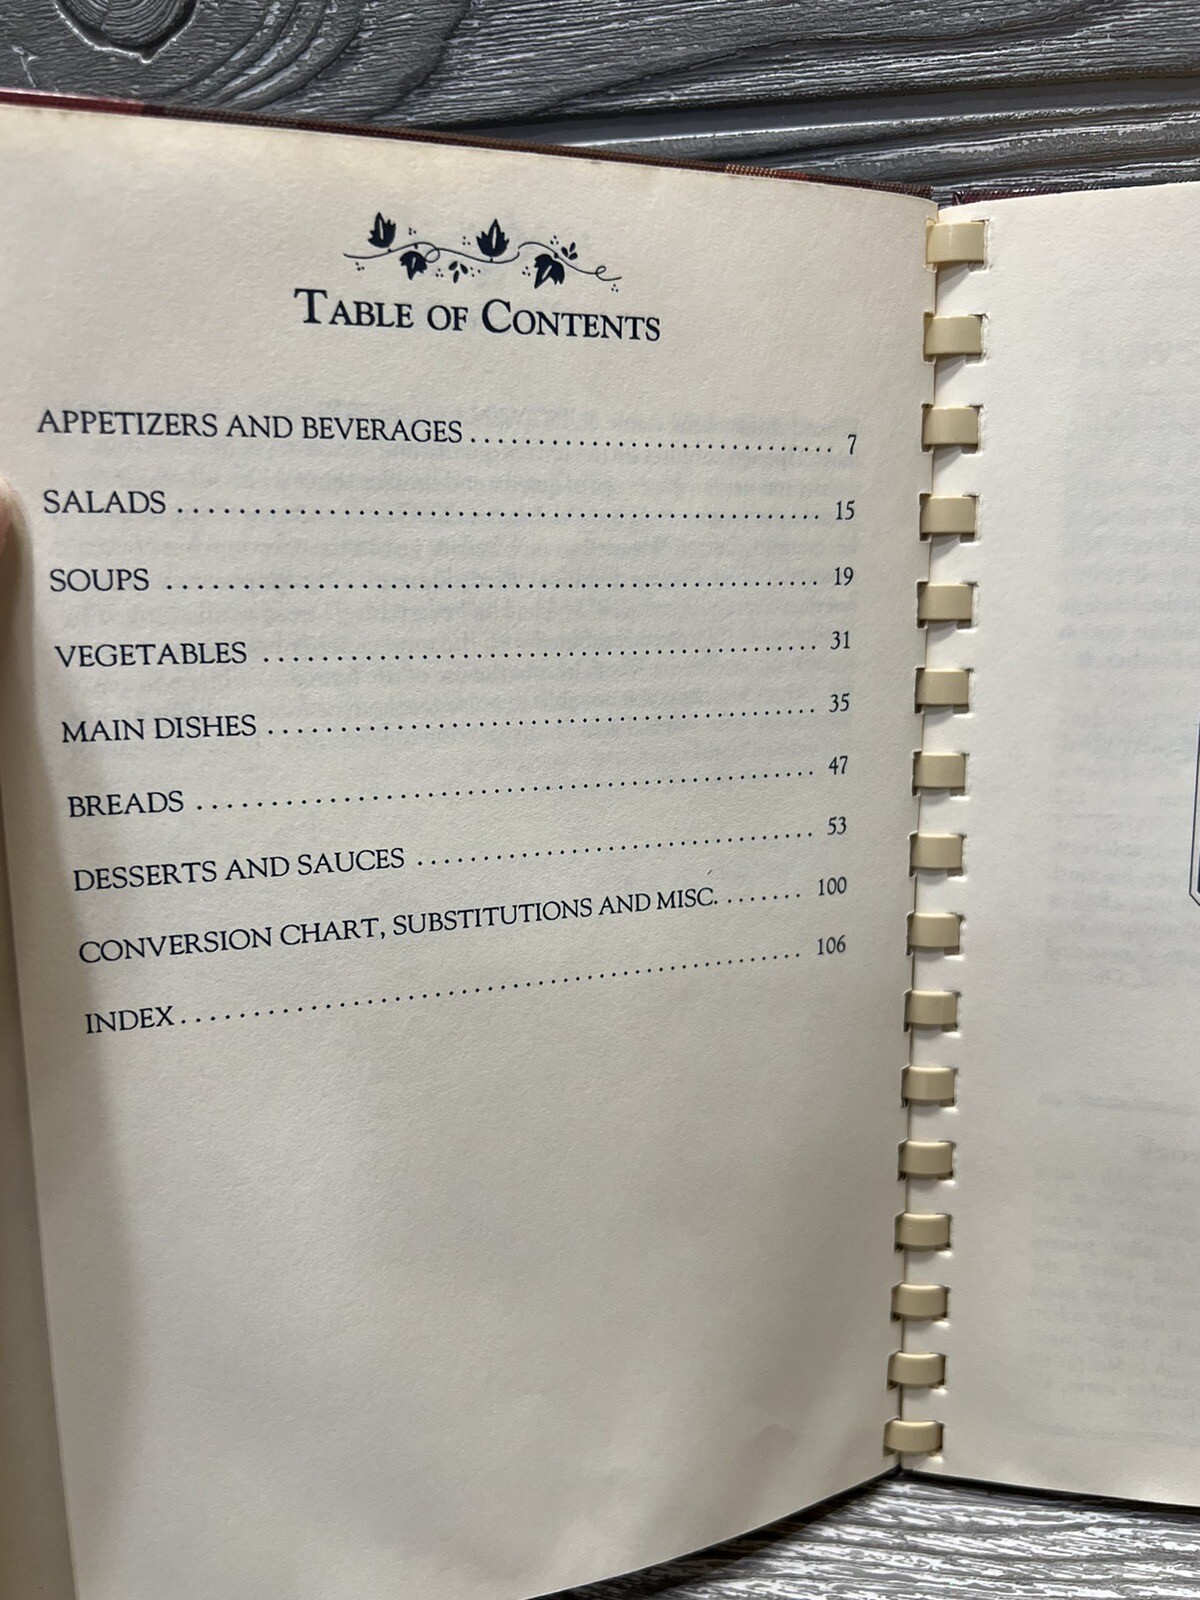 TABLE OF CONTENTS
APPETIZERS AND BEVERAGES.............................. 7
SALADS .................................................. 15
SOUPS .................................................. 19
VEGETABLES ............................................ 31
MAIN DISHES ........................................... 35
BREADS ................................................. 47
DESSERTS AND SAUCES ................................ 53
CONVERSION CHART, SUBSTITUTIONS AND MISC........ 100
INDEX................................................. 106